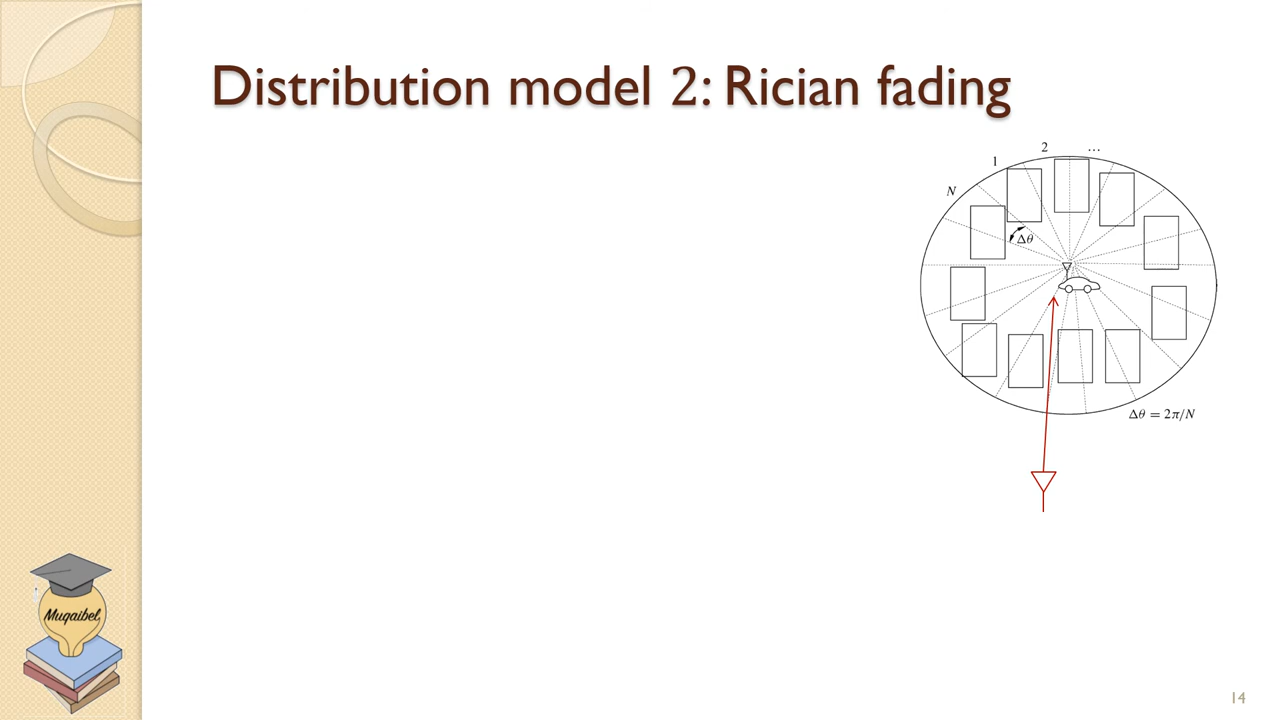 Distribution model 2: Rician fading
2
...
1
N
Δθ
Δθ = 2π/N
Muqaibel
14